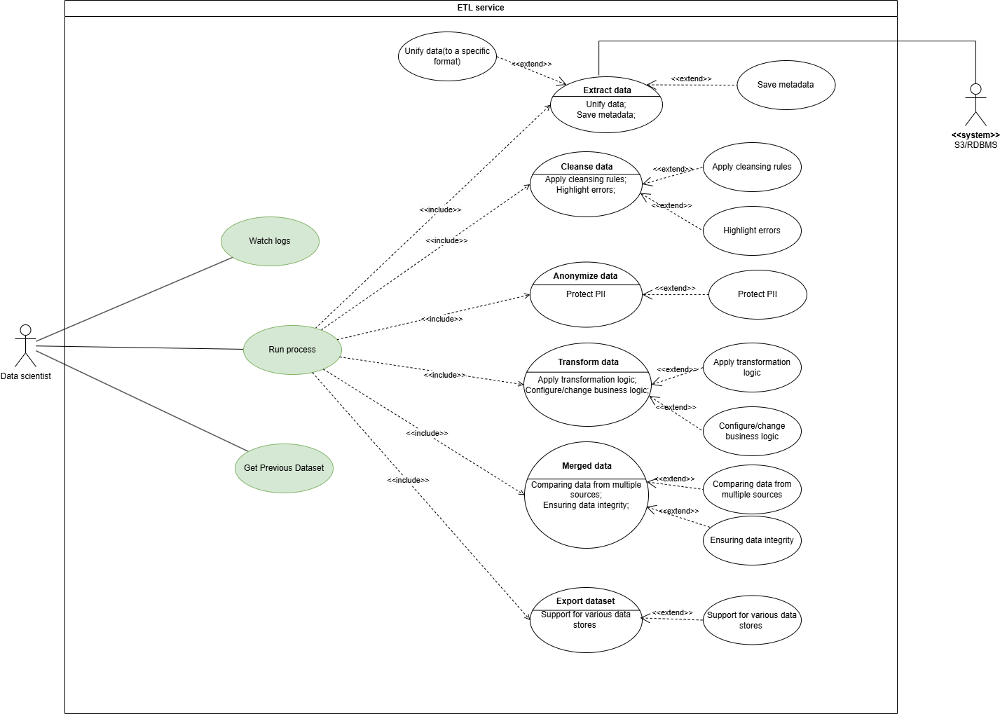 ETL service
Unify data(to a specific
format)
<<extend>>
Extract data
Unify data;
Save metadata;
<<extend>>
Save metadata
<<system>>
S3/RDBMS
<<include>>
Cleanse data
Apply cleansing rules;
Highlight errors;
<<extend>>
Apply cleansing rules
<<extend>>
Highlight errors
<<include>>
Watch logs
Anonymize data
Protect PII
<<extend>>
Protect PII
<<include>>
Data scientist
Run process
<<include>>
Transform data
Apply transformation logic;
Configure/change business logic;
<<extend>>
Apply transformation
logic
<<extend>>
Configure/change
business logic
<<include>>
Get Previous Dataset
Merged data
Comparing data from multiple
sources;
Ensuring data integrity;
<<extend>>
Comparing data from
multiple sources
<<extend>>
Ensuring data integrity
<<include>>
Export dataset
Support for various data
stores
<<extend>>
Support for various data
stores